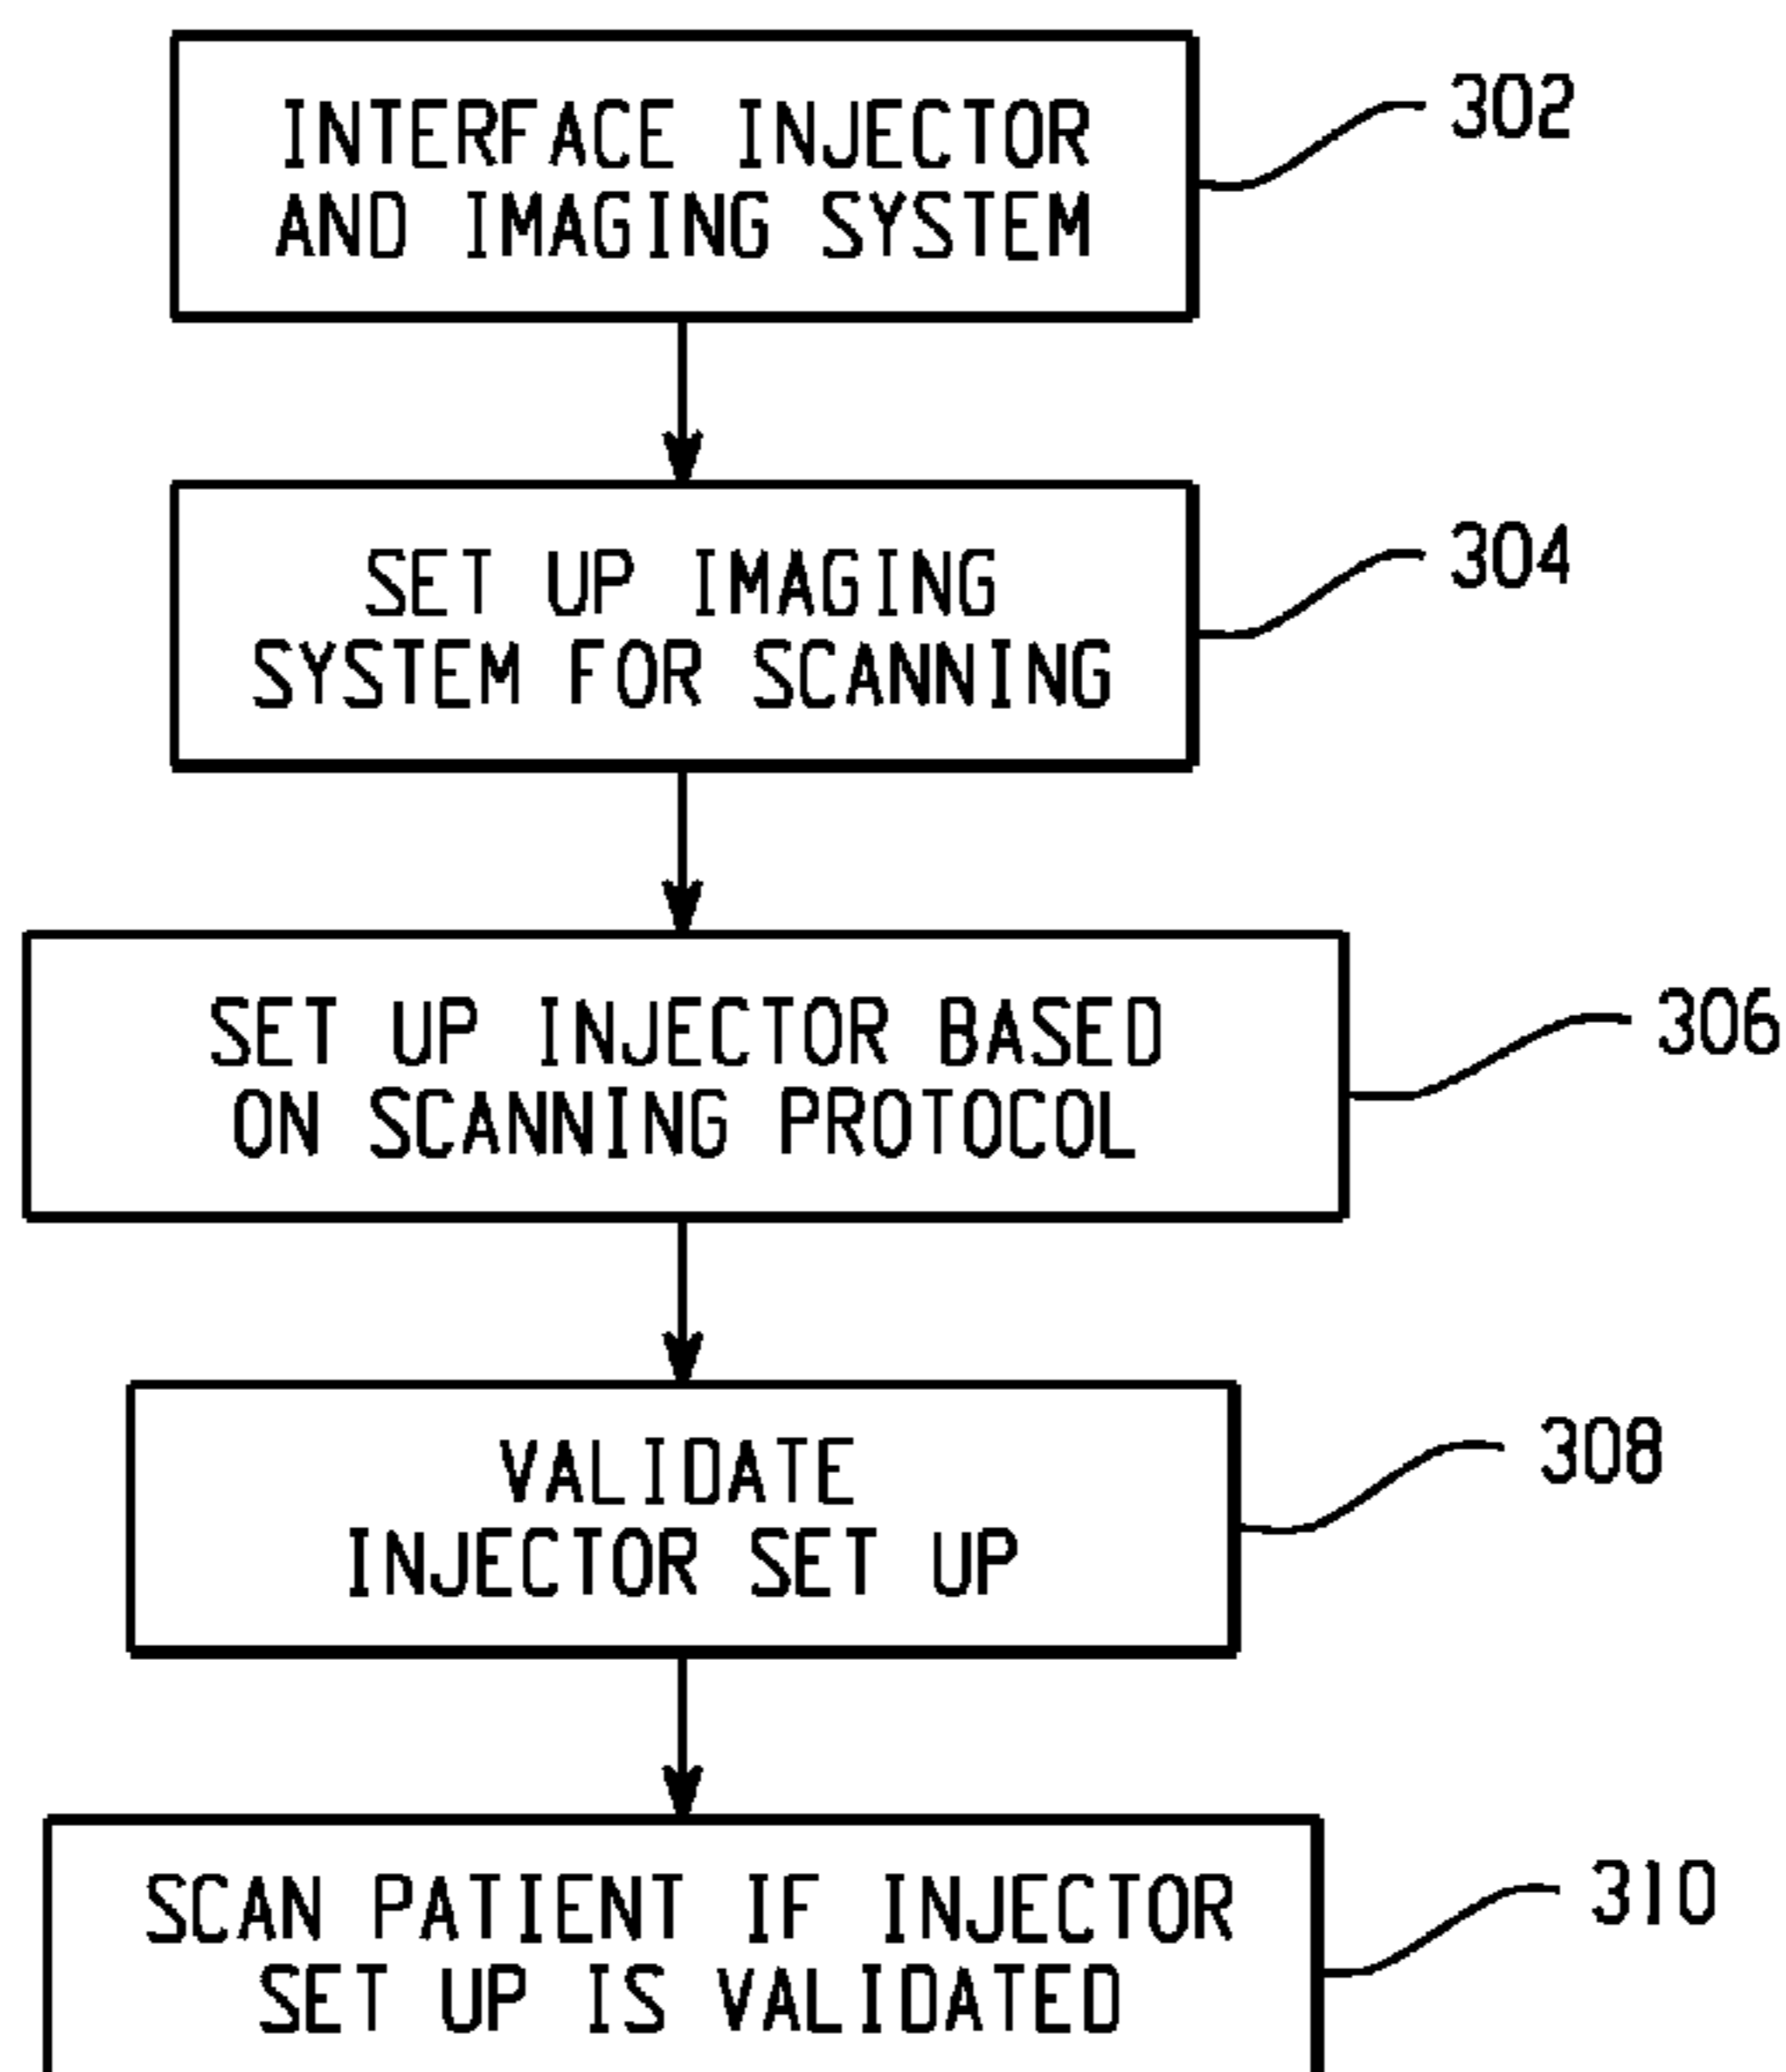 INTERFACE INJECTOR
AND IMAGING SYSTEM
302
SET UP IMAGING
SYSTEM FOR SCANNING
304
SET UP INJECTOR BASED
ON SCANNING PROTOCOL
306
VALIDATE
INJECTOR SET UP
308
SCAN PATIENT IF INJECTOR
SET UP IS VALIDATED
310